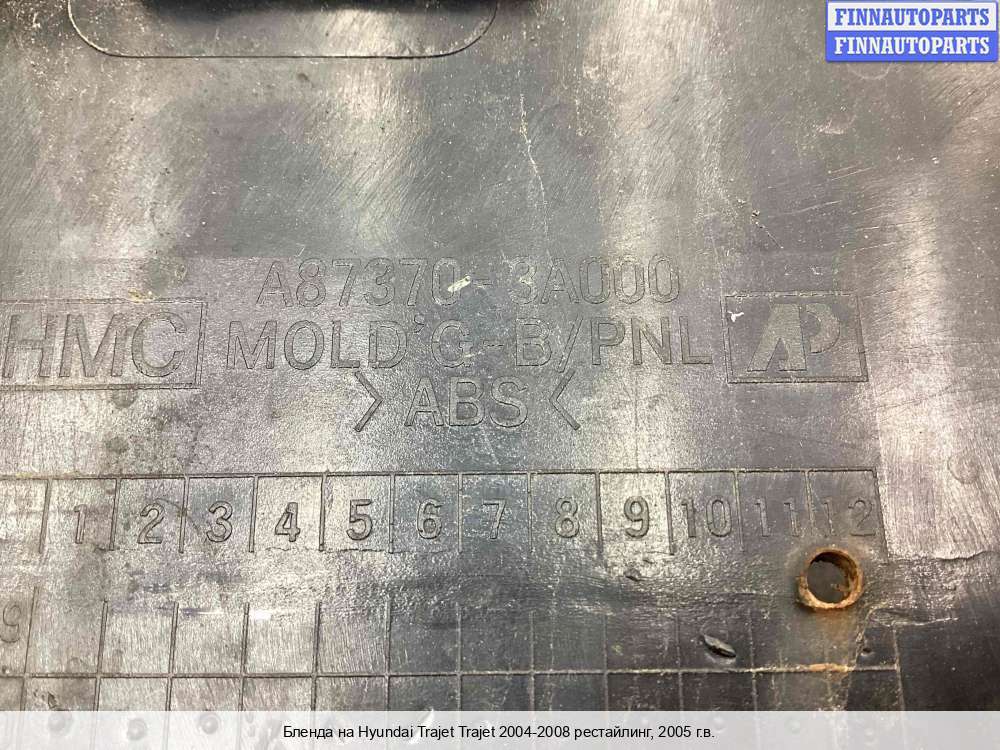 FINNAUTOPARTS
FINNAUTOPARTS
A87370-3A000
HMC MOLD'G-B/PNL AP
>ABS<
1 2 3 4 5 6 7 8 9 10 11 12
9
Бленда на Hyundai Trajet Trajet 2004-2008 рестайлинг, 2005 г.в.